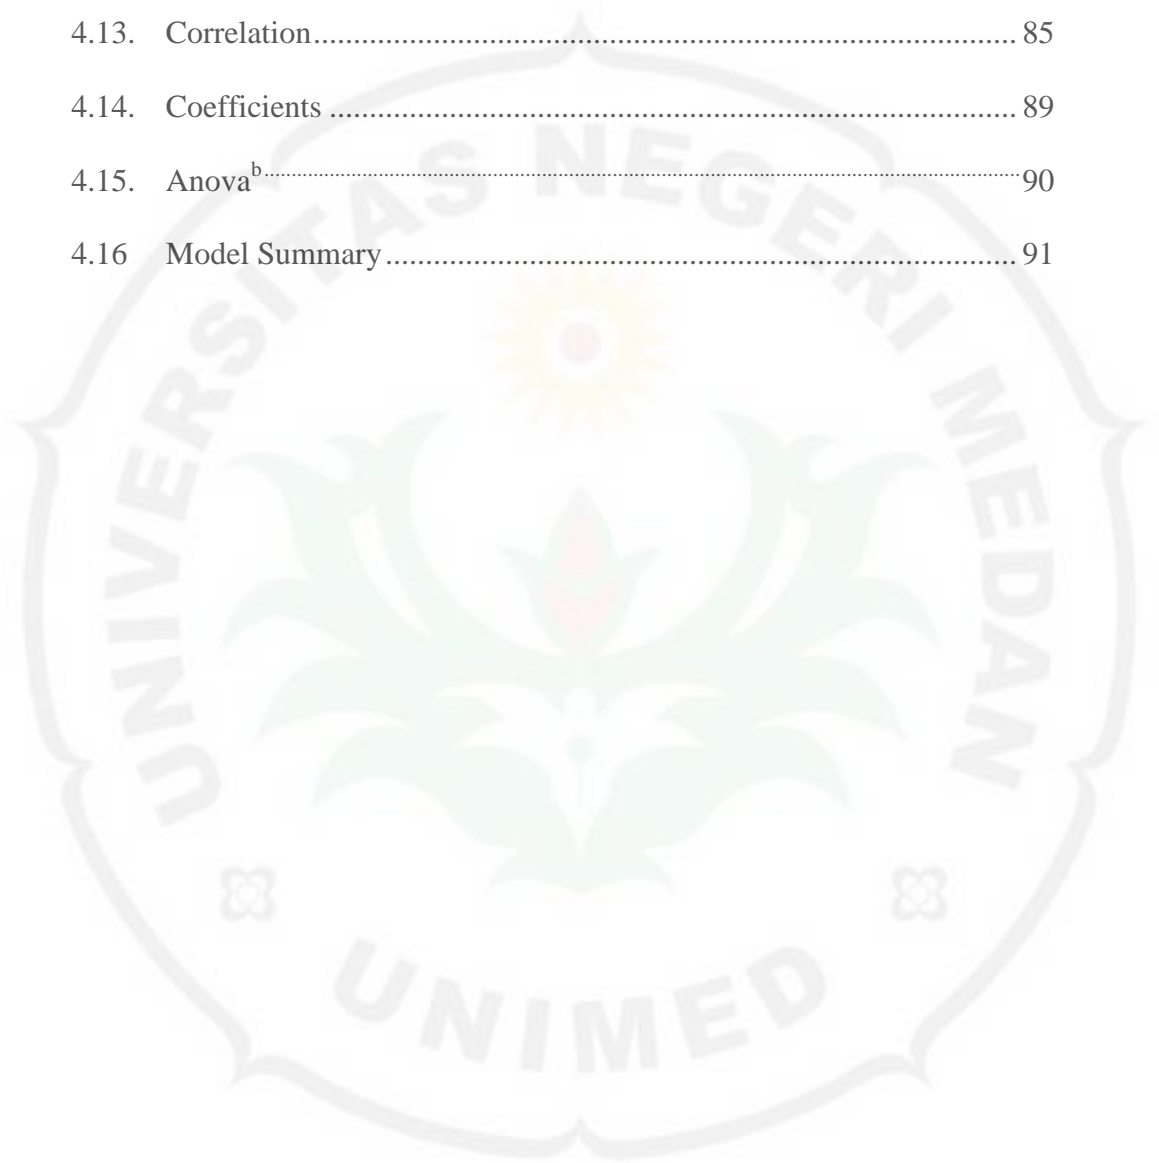 4.13. Correlation........................................................................................ 85
4.14. Coefficients ...................................................................................... 89
4.15. Anova^b......................................................................................................90
4.16 Model Summary............................................................................... 91
UNIVERSITAS NEGERI MEDAN
UNIMED